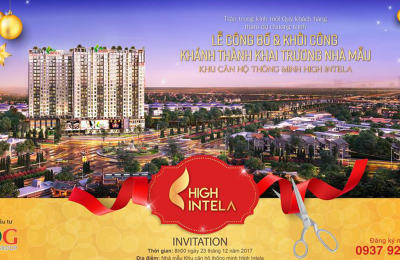 Trân trọng kính mời Quý khách hàng
tham dự chương trình
LỄ CÔNG BỐ & KHỞI CÔNG
KHÁNH THÀNH KHAI TRƯƠNG NHÀ MẪU
KHU CĂN HỘ THÔNG MINH HIGH INTELA
HIGH
INTELA
INVITATION
Thời gian: 8h00 ngày 23 tháng 12 năm 2017
Địa điểm: Nhà mẫu Khu căn hộ thông minh High Intela
tư
Đăng ký
0937 92